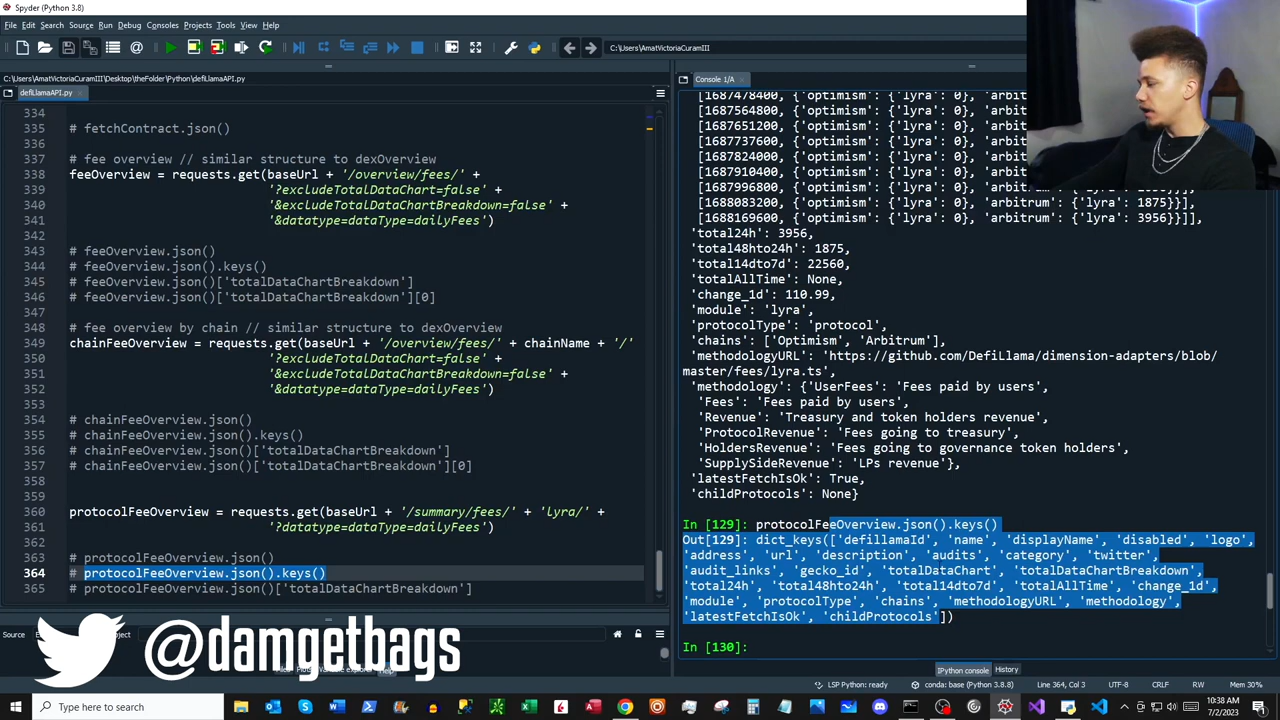 Spyder (Python 3.8)
File Edit Search Source Run Debug Consoles Projects Tools View Help
C:\Users\AmatVictoriaCuramIII
C:\Users\AmatVictoriaCuramIII\Desktop\theFolder\Python\defiLlamaAPI.py
defiLlamaAPI.py
334
335 # fetchContract.json()
336
337 # fee overview // similar structure to dexOverview
338 feeOverview = requests.get(baseUrl + '/overview/fees/' +
339 '?excludeTotalDataChart=false' +
340 '&excludeTotalDataChartBreakdown=false' +
341 '&datatype=dailyFees')
342
343 # feeOverview.json()
344 # feeOverview.json().keys()
345 # feeOverview.json()['totalDataChartBreakdown']
346 # feeOverview.json()['totalDataChartBreakdown'][0]
347
348 # fee overview by chain // similar structure to dexOverview
349 chainFeeOverview = requests.get(baseUrl + '/overview/fees/' + chainName + '/'
350 '?excludeTotalDataChart=false' +
351 '&excludeTotalDataChartBreakdown=false' +
352 '&datatype=dailyFees')
353
354 # chainFeeOverview.json()
355 # chainFeeOverview.json().keys()
356 # chainFeeOverview.json()['totalDataChartBreakdown']
357 # chainFeeOverview.json()['totalDataChartBreakdown'][0]
358
359
360 protocolFeeOverview = requests.get(baseUrl + '/summary/fees/' + 'lyra/' +
361 '?datatype=dailyFees')
362
363 # protocolFeeOverview.json()
364 # protocolFeeOverview.json().keys()
365 # protocolFeeOverview.json()['totalDataChartBreakdown']
Source
@damgetbags
Help
Console 1/A
[1687478400, {'optimism': {'lyra': 0}, 'arbitrum'
[1687564800, {'optimism': {'lyra': 0}, 'arbitrum'
[1687651200, {'optimism': {'lyra': 0}, 'arbitrum'
[1687737600, {'optimism': {'lyra': 0}, 'arbitrum'
[1687824000, {'optimism': {'lyra': 0}, 'arbitrum'
[1687910400, {'optimism': {'lyra': 0}, 'arbitrum'
[1687996800, {'optimism': {'lyra': 0}, 'arbitrum'
[1688083200, {'optimism': {'lyra': 0}, 'arbitrum': {'lyra': 1875}}],
[1688169600, {'optimism': {'lyra': 0}, 'arbitrum': {'lyra': 3956}}]],
'total24h': 3956,
'total48hto24h': 1875,
'total14dto7d': 22560,
'totalAllTime': None,
'change_1d': 110.99,
'module': 'lyra',
'protocolType': 'protocol',
'chains': ['Optimism', 'Arbitrum'],
'methodologyURL': 'https://github.com/DefiLlama/dimension-adapters/blob/
master/fees/lyra.ts',
'methodology': {'UserFees': 'Fees paid by users',
'Fees': 'Fees paid by users',
'Revenue': 'Treasury and token holders revenue',
'ProtocolRevenue': 'Fees going to treasury',
'HoldersRevenue': 'Fees going to governance token holders',
'SupplySideRevenue': 'LPs revenue'},
'latestFetchIsOk': True,
'childProtocols': None}
In [129]: protocolFeeOverview.json().keys()
Out[129]: dict_keys(['defillamaId', 'name', 'displayName', 'disabled', 'logo',
'address', 'url', 'description', 'audits', 'category', 'twitter',
'audit_links', 'gecko_id', 'totalDataChart', 'totalDataChartBreakdown',
'total24h', 'total48hto24h', 'total14dto7d', 'totalAllTime', 'change_1d',
'module', 'protocolType', 'chains', 'methodologyURL', 'methodology',
'latestFetchIsOk', 'childProtocols'])
In [130]:
IPython console History
LSP Python: ready conda: base (Python 3.8.8) Line 364, Col 3 UTF-8 CRLF RW Mem 30%
Type here to search
10:38 AM
7/2/2023